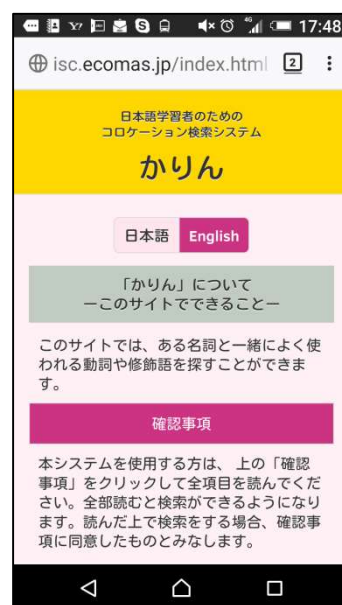 17:48
isc.ecomas.jp/index.html
2
日本語学習者のための
コロケーション検索システム
かりん
日本語 English
「かりん」について
ーこのサイトでできることー
このサイトでは、ある名詞と一緒によく使
われる動詞や修飾語を探すことができま
す。
確認事項
本システムを使用する方は、 上の「確認
事項」をクリックして全項目を読んでくだ
さい。全部読むと検索ができるようになり
ます。読んだ上で検索をする場合、確認事
項に同意したものとみなします。